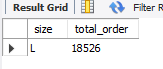 Result Grid Filter R
size total_order
L 18526